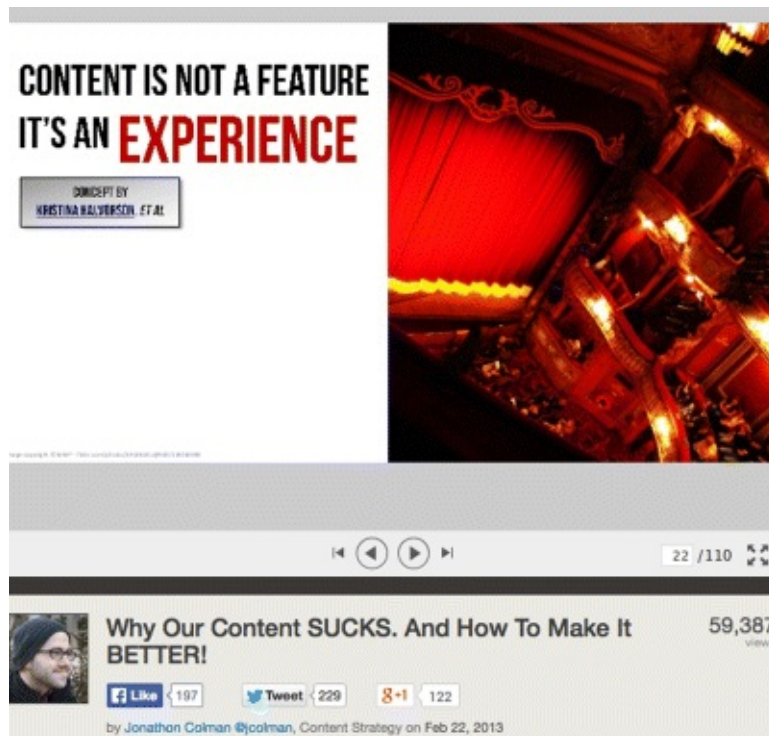 CONTENT IS NOT A FEATURE
IT'S AN EXPERIENCE
CONCEPT BY
KRISTINA HALVORSON, ET AL
22 /110
Why Our Content SUCKS. And How To Make It
BETTER!
59,387
view
Like 197
Tweet 229
g+1 122
by Jonathon Colman @jcolman, Content Strategy on Feb 22, 2013